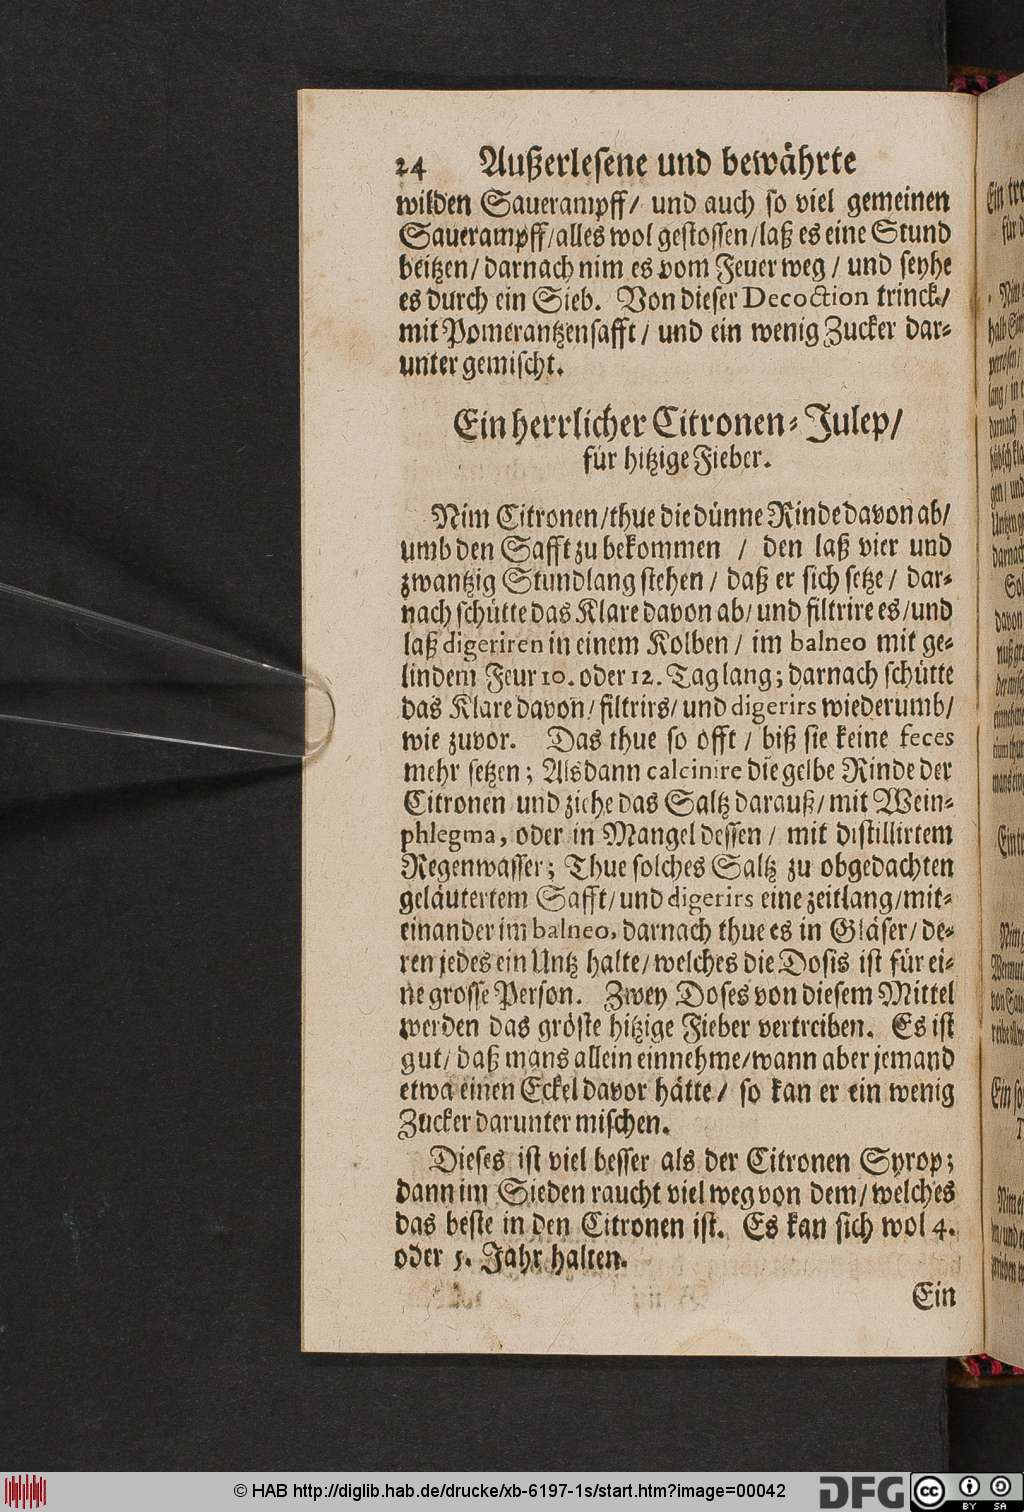 24 Außerlesene und bewährte
wilden Sauerampff/ und auch so viel gemeinen
Sauerampff/alles wol gestossen/laß es eine Stund
beitzen/ darnach nim es vom Feuer weg/ und seyhe
es durch ein Sieb. Von dieser Decoction trinck/
mit Pomerantzensafft/ und ein wenig Zucker dar-
unter gemischt.
Ein herrlicher Citronen-Julep/
für hitzige Fieber.
Nim Citronen/thue die dünne Rinde davon ab/
umb den Safft zu bekommen / den laß vier und
zwantzig Stundlang stehen/ daß er sich setze/ dar-
nach schütte das Klare davon ab/ und filtrire es/und
laß digeriren in einem Kolben/ im balneo mit ge-
lindem Feur 10. oder 12. Tag lang; darnach schütte
das Klare davon/ filtrirs/ und digerirs wiederumb/
wie zuvor. Das thue so offt/ biß sie keine feces
mehr setzen; Alsdann calcinire die gelbe Rinde der
Citronen und ziehe das Saltz darauß/ mit Wein-
phlegma, oder in Mangel dessen/ mit distillirtem
Regenwasser; Thue solches Saltz zu obgedachten
geläutertem Safft/ und digerirs eine zeitlang/mit-
einander im balneo, darnach thue es in Gläser/ de-
ren jedes ein Untz halte/ welches die Dosis ist für ei-
ne grosse Person. Zwey Doses von diesem Mittel
werden das gröste hitzige Fieber vertreiben. Es ist
gut/ daß mans allein einnehme/wann aber jemand
etwa einen Eckel davor hätte/ so kan er ein wenig
Zucker darunter mischen.
Dieses ist viel besser als der Citronen Syrop;
dann im Sieden raucht viel weg von dem/ welches
das beste in den Citronen ist. Es kan sich wol 4.
oder 5. Jahr halten.
Ein
© HAB http://diglib.hab.de/drucke/xb-6197-1s/start.htm?image=00042
DFG
cc BY SA